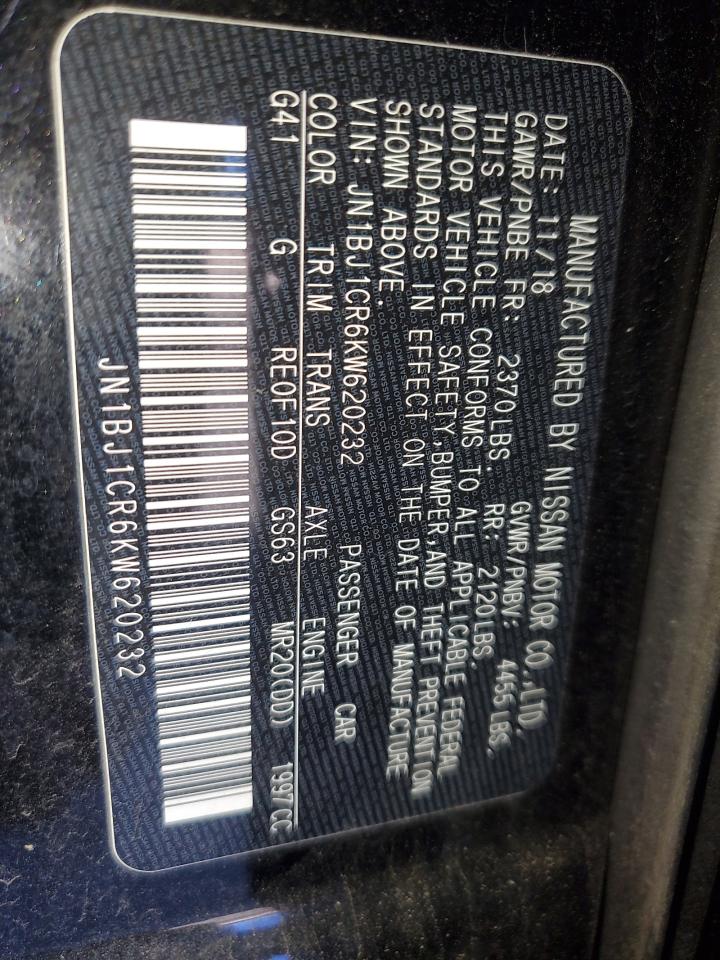 MANUFACTURED BY NISSAN MOTOR CO.,LTD.
DATE: 11/18 GVWR/PNBV: 4455 LBS.
GAWR/PNBE FR: 2370 LBS. RR: 2120 LBS.
THIS VEHICLE CONFORMS TO ALL APPLICABLE FEDERAL
MOTOR VEHICLE SAFETY,BUMPER,AND THEFT PREVENTION
STANDARDS IN EFFECT ON THE DATE OF MANUFACTURE
SHOWN ABOVE.
VIN: JN1BJ1CR6KW620232 PASSENGER CAR
COLOR TRIM TRANS AXLE ENGINE
G41 G RE0F10D GS63 MR20(DD) 1997CC
JN1BJ1CR6KW620232